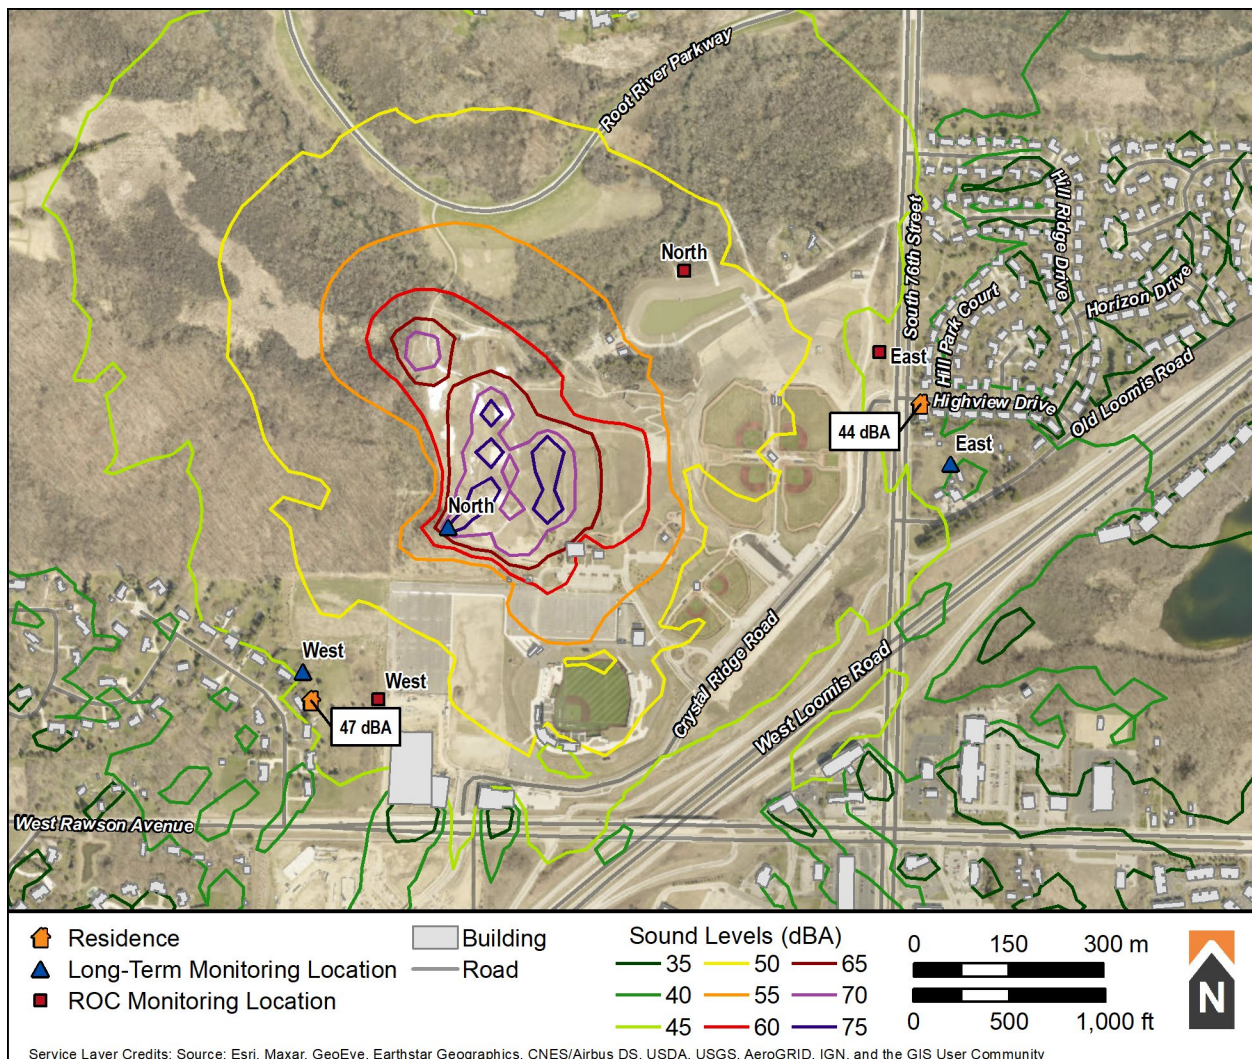 Root River Parkway
North
South 76th Street
Hill Ridge Drive
Horizon Drive
Hill Park Court
East
Highview Drive
Old Loomis Road
44 dBA
East
North
West
West
47 dBA
Crystal Ridge Road
West Loomis Road
West Rawson Avenue
Residence
Long-Term Monitoring Location
ROC Monitoring Location
Building
Road
Sound Levels (dBA)
35 50 65
40 55 70
45 60 75
0 150 300 m
0 500 1,000 ft
N
Service Layer Credits: Source: Esri, Maxar, GeoEye, Earthstar Geographics, CNES/Airbus DS, USDA, USGS, AeroGRID, IGN, and the GIS User Community